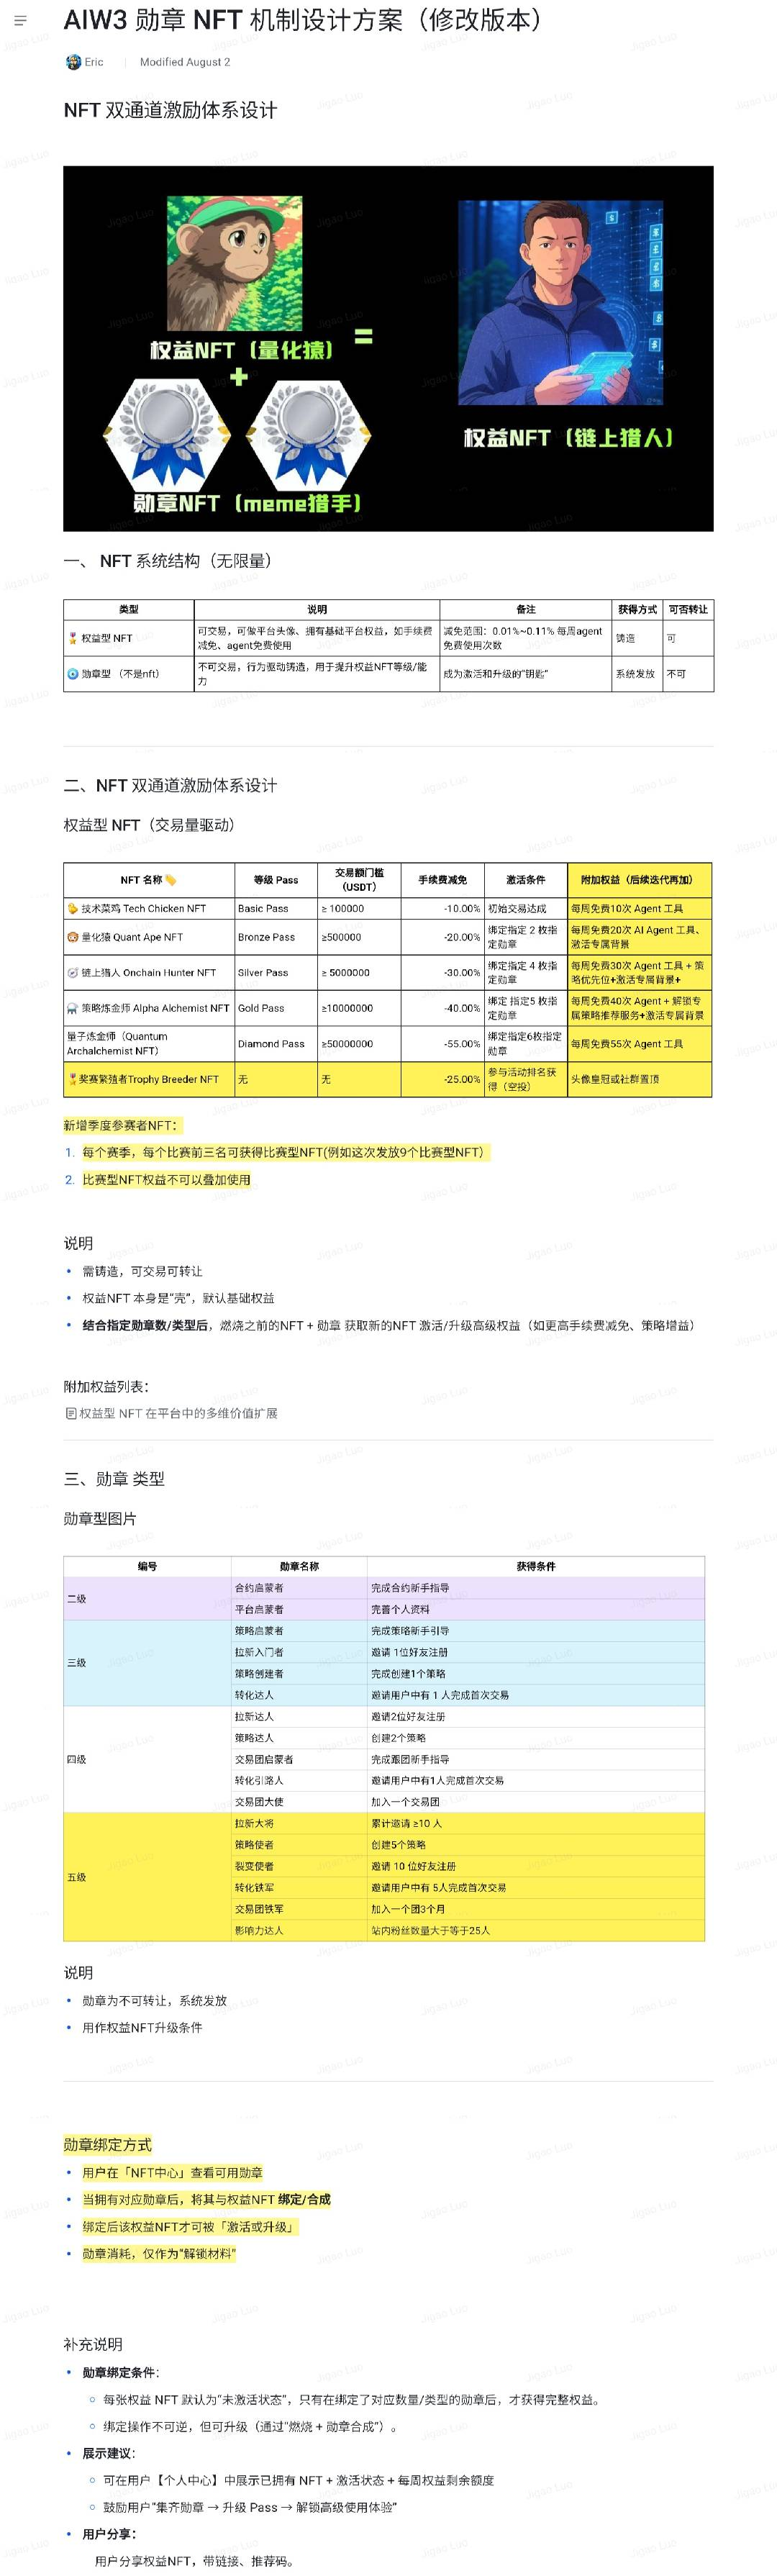 AIW3 勋章 NFT 机制设计方案（修改版本）
Eric
Modified August 2
NFT 双通道激励体系设计
权益NFT（量化猿）
勋章NFT（meme猎手）
权益NFT（链上猎人）
一、 NFT 系统结构（无限量）
类型 说明 备注 获得方式 可否转让
权益型 NFT 可交易，可做平台头像、拥有基础平台权益，如手续费 减免范围：0.01%~0.11% 每周agent 铸造 可
减免、agent免费使用 免费使用次数
勋章型 （不是nft） 不可交易，行为驱动铸造，用于提升权益NFT等级/能 成为激活和升级的“钥匙” 系统发放 不可
力
二、NFT 双通道激励体系设计
权益型 NFT（交易量驱动）
NFT 名称 等级 Pass 交易额门槛 手续费减免 激活条件 附加权益（后续迭代再加）
（USDT）
技术菜鸡 Tech Chicken NFT Basic Pass ≥ 100000 -10.00% 初始交易达成 每周免费10次 Agent 工具
量化猿 Quant Ape NFT Bronze Pass ≥500000 -20.00% 绑定指定 2 枚指 每周免费20次 AI Agent 工具、
定勋章 激活专属背景
链上猎人 Onchain Hunter NFT Silver Pass ≥ 5000000 -30.00% 绑定指定 4 枚指 每周免费30次 Agent 工具 + 策
定勋章 略优先位+激活专属背景+
策略炼金师 Alpha Alchemist NFT Gold Pass ≥10000000 -40.00% 绑定 指定5 枚指 每周免费40次 Agent + 解锁专
定勋章 属策略推荐服务+激活专属背景
量子炼金师（Quantum Diamond Pass ≥50000000 -55.00% 绑定指定6枚指定 每周免费55次 Agent 工具
Archalchemist NFT） 勋章
奖赛繁殖者Trophy Breeder NFT 无 无 -25.00% 参与活动排名获 头像皇冠或社群置顶
得（空投）
新增季度参赛者NFT：
1. 每个赛季，每个比赛前三名可获得比赛型NFT(例如这次发放9个比赛型NFT）
2. 比赛型NFT权益不可以叠加使用
说明
• 需铸造，可交易可转让
• 权益NFT 本身是“壳”，默认基础权益
• 结合指定勋章数/类型后，燃烧之前的NFT + 勋章 获取新的NFT 激活/升级高级权益（如更高手续费减免、策略增益）
附加权益列表：
权益型 NFT 在平台中的多维价值扩展
三、勋章 类型
勋章型图片
编号 勋章名称 获得条件
二级 合约启蒙者 完成合约新手指导
平台启蒙者 完善个人资料
三级 策略启蒙者 完成策略新手引导
拉新入门者 邀请 1位好友注册
策略创建者 完成创建1个策略
转化达人 邀请用户中有 1 人完成首次交易
四级 拉新达人 邀请2位好友注册
策略达人 创建2个策略
交易团启蒙者 完成跟团新手指导
转化引路人 邀请用户中有1人完成首次交易
交易团大使 加入一个交易团
五级 拉新大将 累计邀请 ≥10 人
策略使者 创建5个策略
裂变使者 邀请 10 位好友注册
转化铁军 邀请用户中有 5人完成首次交易
交易团铁军 加入一个团3个月
影响力达人 站内粉丝数量大于等于25人
说明
• 勋章为不可转让，系统发放
• 用作权益NFT升级条件
勋章绑定方式
• 用户在「NFT中心」查看可用勋章
• 当拥有对应勋章后，将其与权益NFT 绑定/合成
• 绑定后该权益NFT才可被「激活或升级」
• 勋章消耗，仅作为“解锁材料”
补充说明
• 勋章绑定条件：
○ 每张权益 NFT 默认为“未激活状态”，只有在绑定了对应数量/类型的勋章后，才获得完整权益。
○ 绑定操作不可逆，但可升级（通过“燃烧 + 勋章合成”）。
• 展示建议：
○ 可在用户【个人中心】中展示已拥有 NFT + 激活状态 + 每周权益剩余额度
○ 鼓励用户“集齐勋章 → 升级 Pass → 解锁高级使用体验”
• 用户分享：
用户分享权益NFT，带链接、推荐码。
Jigao Luo